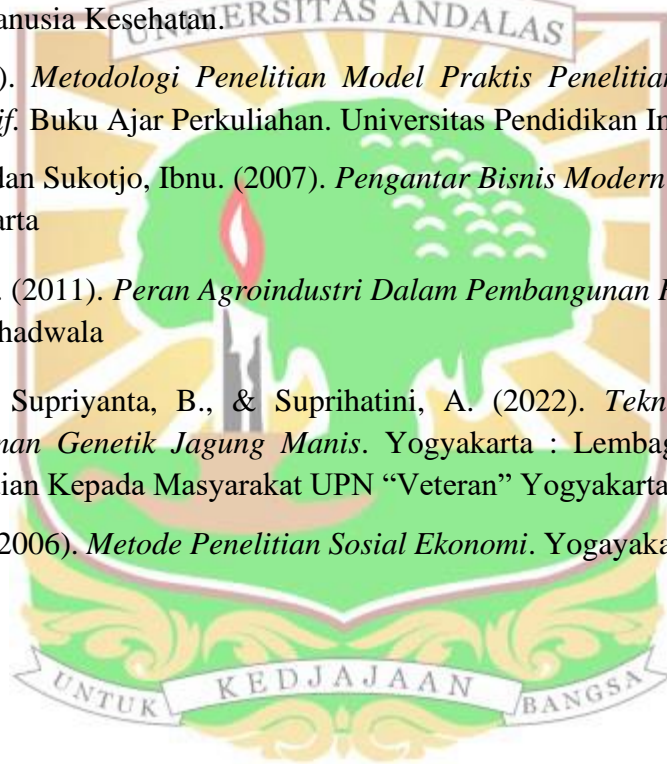 anusia Kesehatan.
UNIVERSITAS ANDALAS
). Metodologi Penelitian Model Praktis Penelitian
if. Buku Ajar Perkuliahan. Universitas Pendidikan In
dan Sukotjo, Ibnu. (2007). Pengantar Bisnis Modern
arta
. (2011). Peran Agroindustri Dalam Pembangunan
hadwala
Supriyanta, B., & Suprihatini, A. (2022). Tekn
nan Genetik Jagung Manis. Yogyakarta : Lembag
ian Kepada Masyarakat UPN “Veteran” Yogyakarta
2006). Metode Penelitian Sosial Ekonomi. Yogayaka
UNTUK KEDJAJAAN BANGSA